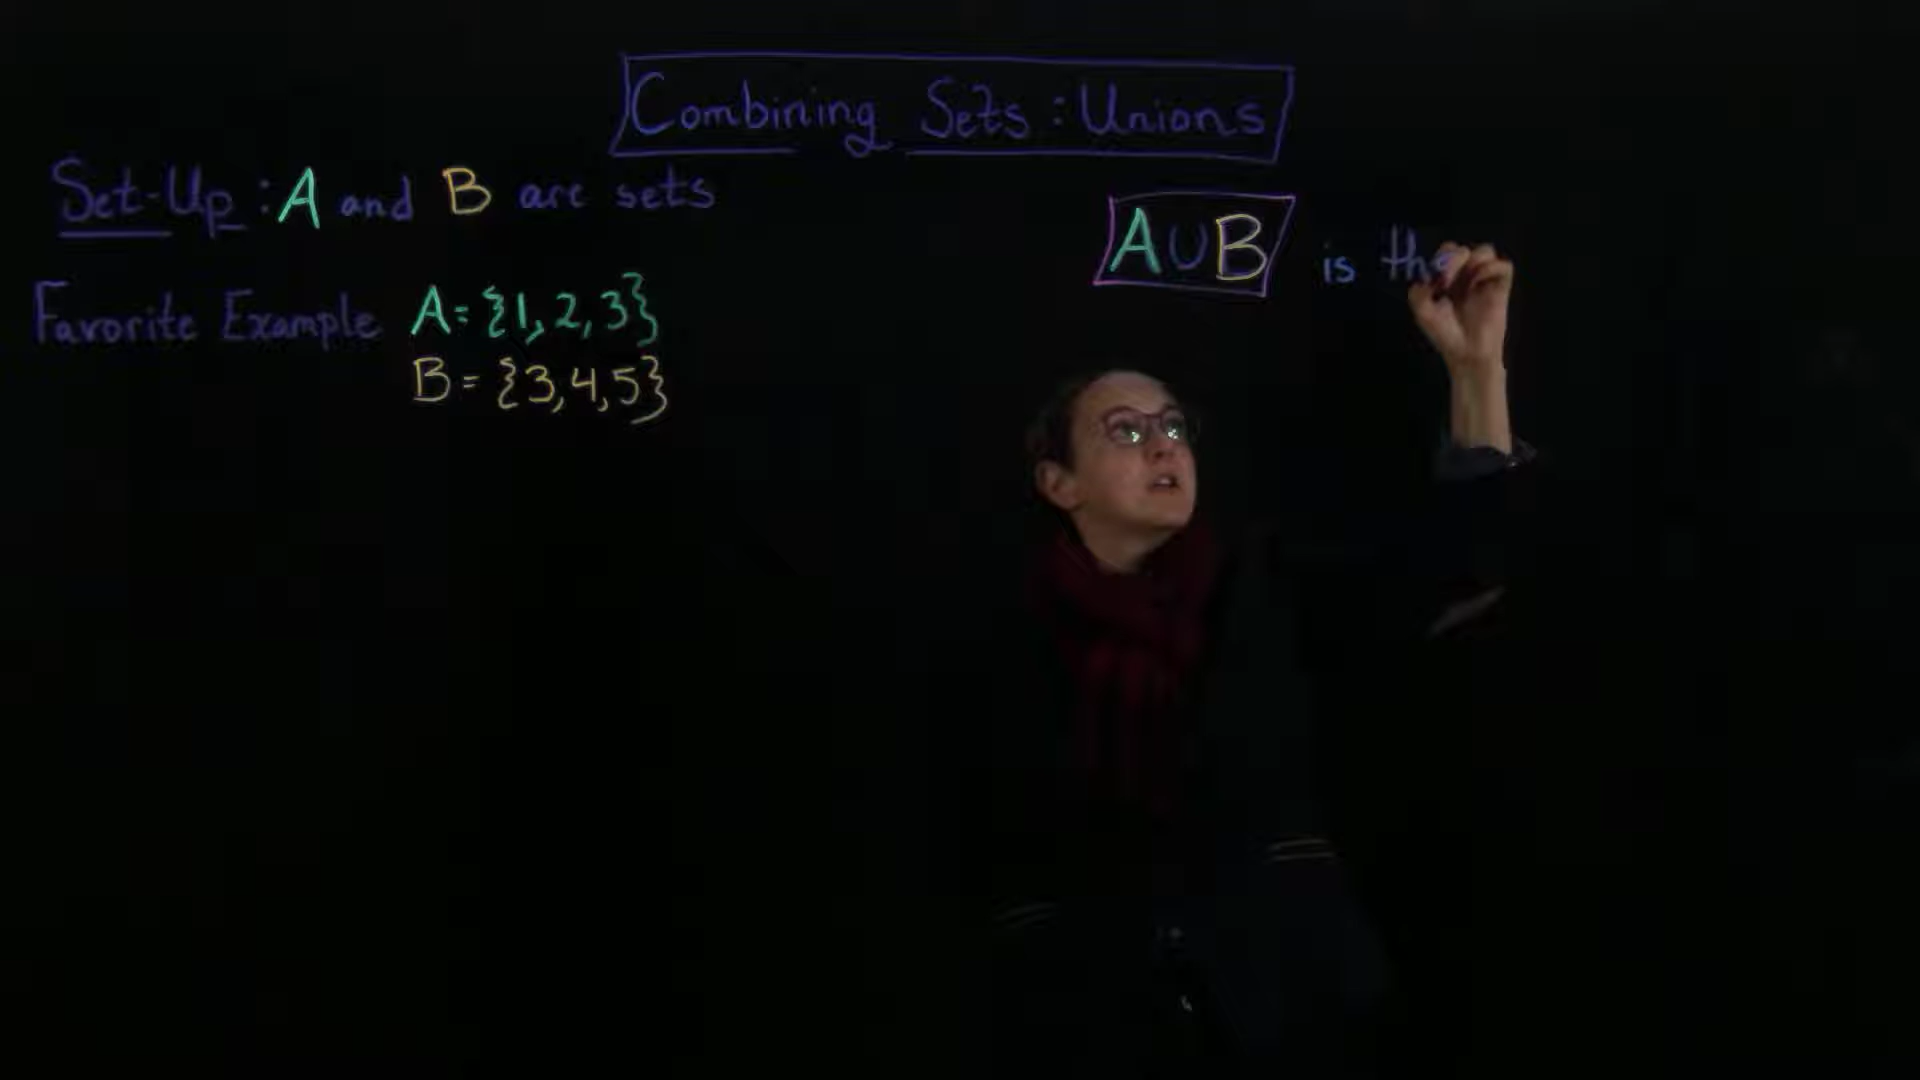 Combining Sets : Unions
Set-Up : A and B are sets
Favorite Example A = {1, 2, 3}
B = {3, 4, 5}
A ∪ B is the